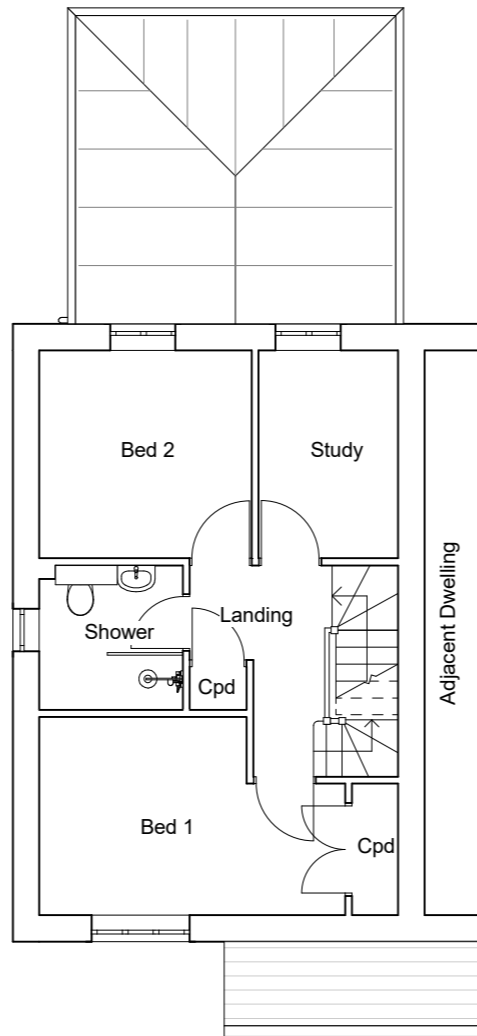 Bed 2
Study
Adjacent Dwelling
Landing
Shower
Cpd
Bed 1
Cpd